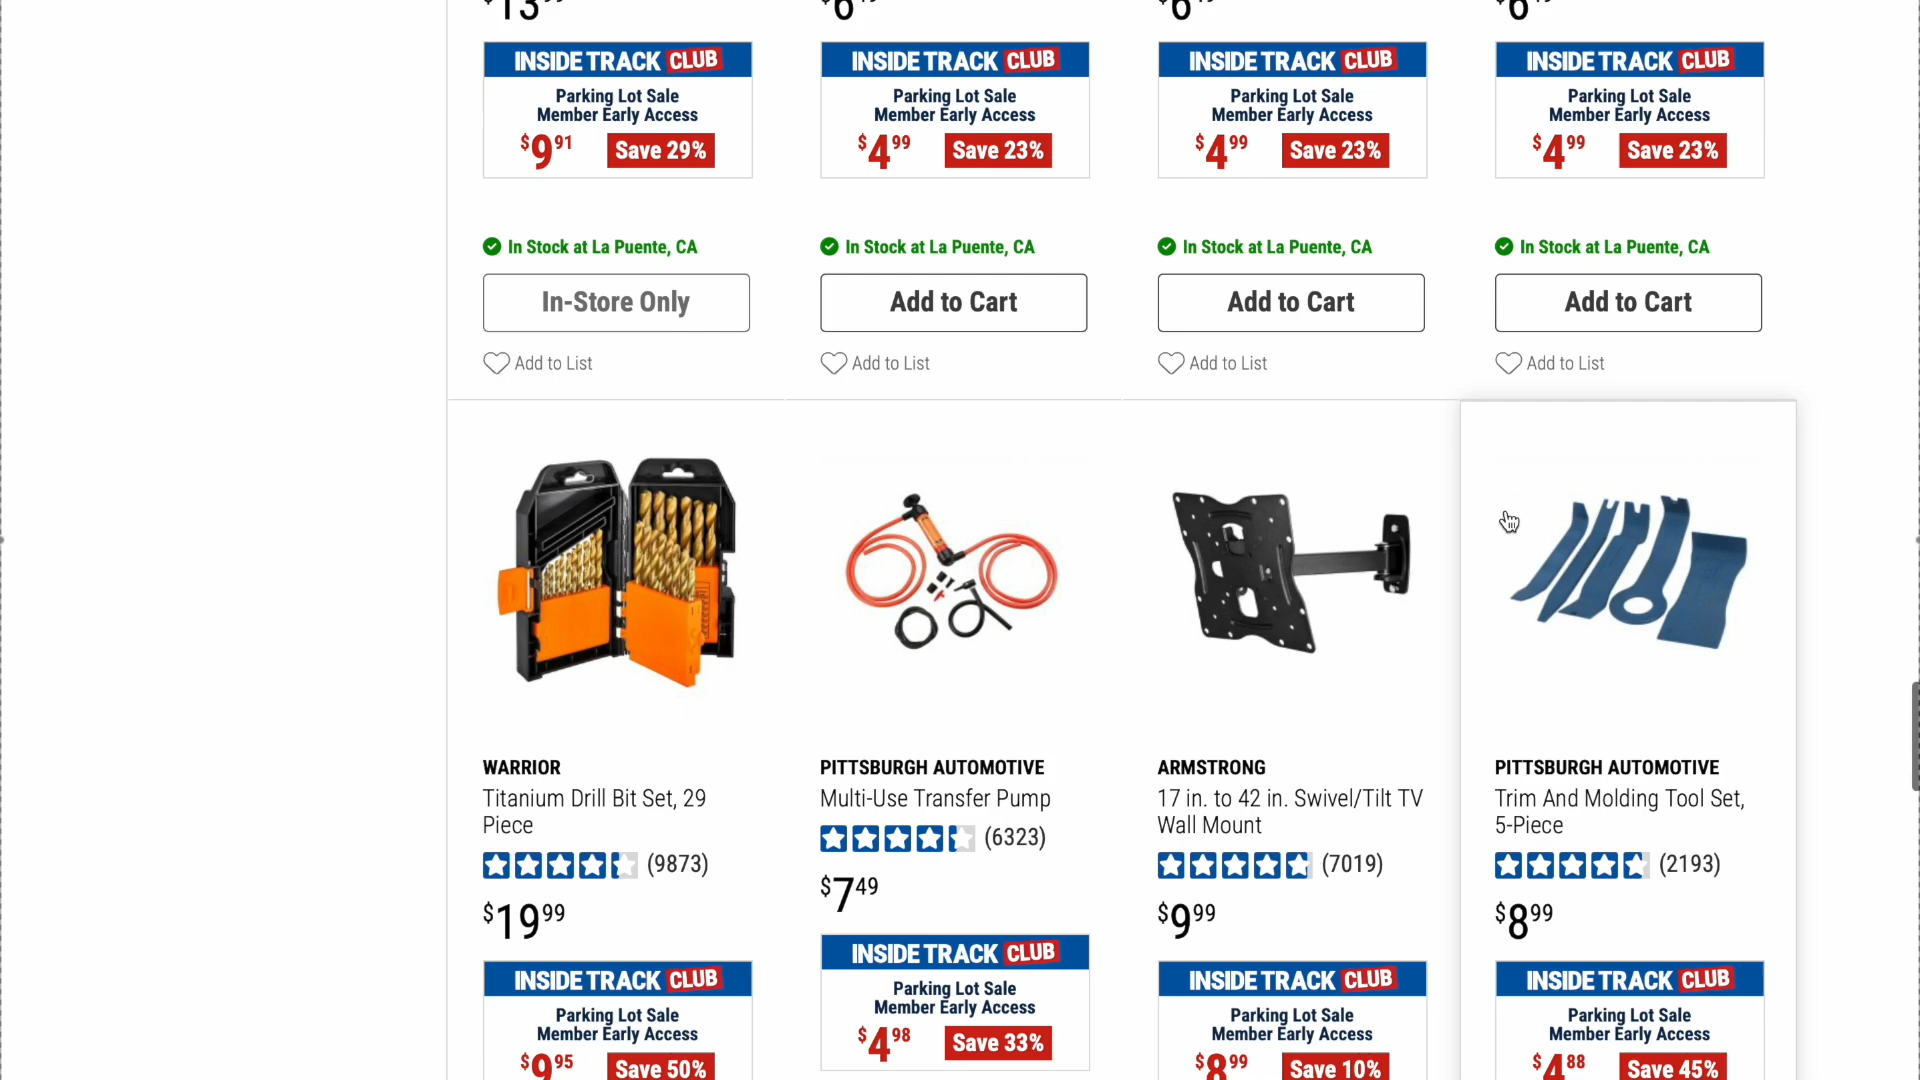 $13 99
$6 49
$6 49
$6 49
INSIDE TRACK CLUB
Parking Lot Sale
Member Early Access
$9 91 Save 29%
INSIDE TRACK CLUB
Parking Lot Sale
Member Early Access
$4 99 Save 23%
INSIDE TRACK CLUB
Parking Lot Sale
Member Early Access
$4 99 Save 23%
INSIDE TRACK CLUB
Parking Lot Sale
Member Early Access
$4 99 Save 23%
In Stock at La Puente, CA
In-Store Only
Add to List
In Stock at La Puente, CA
Add to Cart
Add to List
In Stock at La Puente, CA
Add to Cart
Add to List
In Stock at La Puente, CA
Add to Cart
Add to List
WARRIOR
Titanium Drill Bit Set, 29
Piece
(9873)
$19 99
INSIDE TRACK CLUB
Parking Lot Sale
Member Early Access
$9 95 Save 50%
PITTSBURGH AUTOMOTIVE
Multi-Use Transfer Pump
(6323)
$7 49
INSIDE TRACK CLUB
Parking Lot Sale
Member Early Access
$4 98 Save 33%
ARMSTRONG
17 in. to 42 in. Swivel/Tilt TV
Wall Mount
(7019)
$9 99
INSIDE TRACK CLUB
Parking Lot Sale
Member Early Access
$8 99 Save 10%
PITTSBURGH AUTOMOTIVE
Trim And Molding Tool Set,
5-Piece
(2193)
$8 99
INSIDE TRACK CLUB
Parking Lot Sale
Member Early Access
$4 88 Save 45%